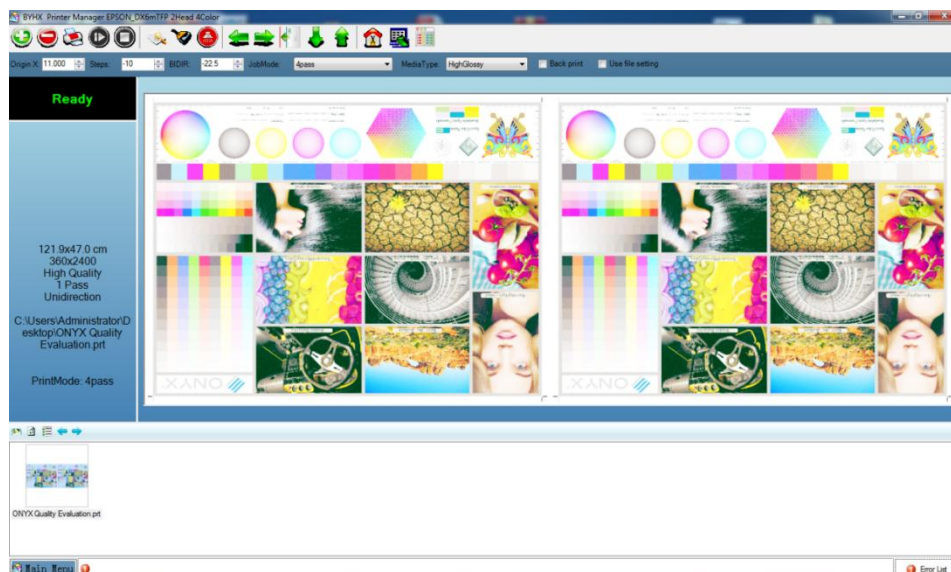 BYHX Printer Manager EPSON_DX6mTFP 2Head 4Color
Origin X: 11.000 Steps: -10 BIDIR: -22.5 JobMode: 4pass MediaType: HighGlossy Back print Use file setting
Ready
121.9x47.0 cm
360x2400
High Quality
1 Pass
Unidirection
C:\Users\Administrator\D
esktop\ONYX Quality
Evaluation.prt
PrintMode: 4pass
ONYX
ONYX
ONYX Quality Evaluation.prt
Main Menu
Error List